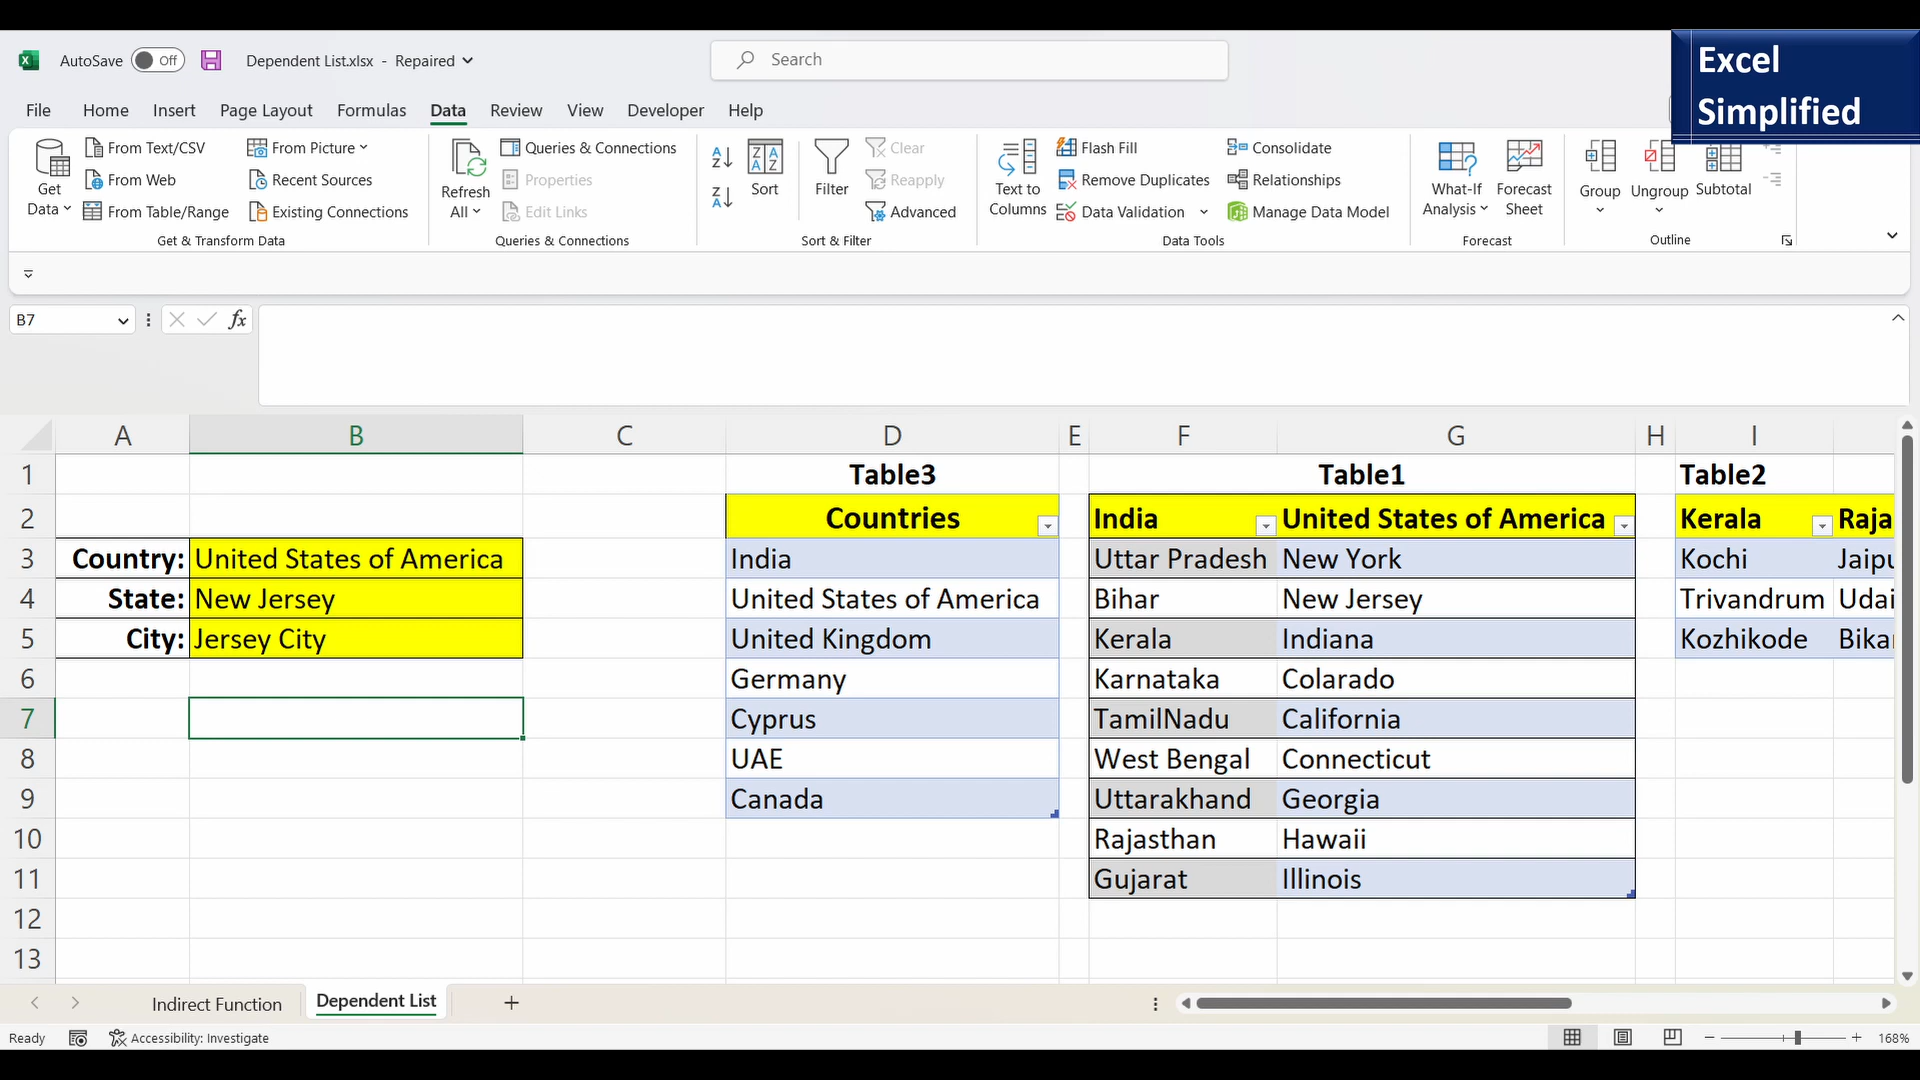 AutoSave Off Dependent List.xlsx - Repaired Search
Excel
Simplified
File Home Insert Page Layout Formulas Data Review View Developer Help
Get Data
From Text/CSV
From Web
From Table/Range
From Picture
Recent Sources
Existing Connections
Get & Transform Data
Refresh All
Queries & Connections
Properties
Edit Links
Queries & Connections
Sort
Filter
Clear
Reapply
Advanced
Sort & Filter
Text to Columns
Flash Fill
Remove Duplicates
Data Validation
Consolidate
Relationships
Manage Data Model
Data Tools
What-If Analysis
Forecast Sheet
Forecast
Group
Ungroup
Subtotal
Outline
B7 fx
A B C D E F G H I
1 Table3 Table1 Table2
2 Countries India United States of America Kerala Raja
3 Country: United States of America India Uttar Pradesh New York Kochi Jaipu
4 State: New Jersey United States of America Bihar New Jersey Trivandrum Udai
5 City: Jersey City United Kingdom Kerala Indiana Kozhikode Bika
6 Germany Karnataka Colarado
7 Cyprus TamilNadu California
8 UAE West Bengal Connecticut
9 Canada Uttarakhand Georgia
10 Rajasthan Hawaii
11 Gujarat Illinois
12
13
Indirect Function Dependent List
Ready Accessibility: Investigate 168%